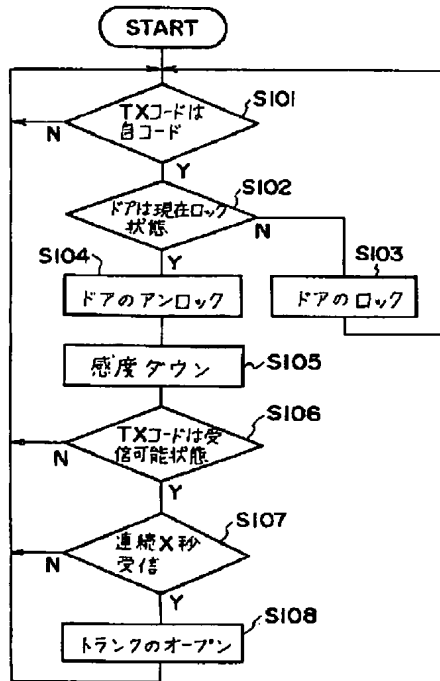 START
S101
TXコードは
自コード
N
Y
S102
ドアは現在ロック
状態
N
Y
S104
ドアのアンロック
S103
ドアのロック
感度ダウン
S105
S106
TXコードは受
信可能状態
N
Y
S107
連続X秒
受信
N
Y
S108
トランクのオープン